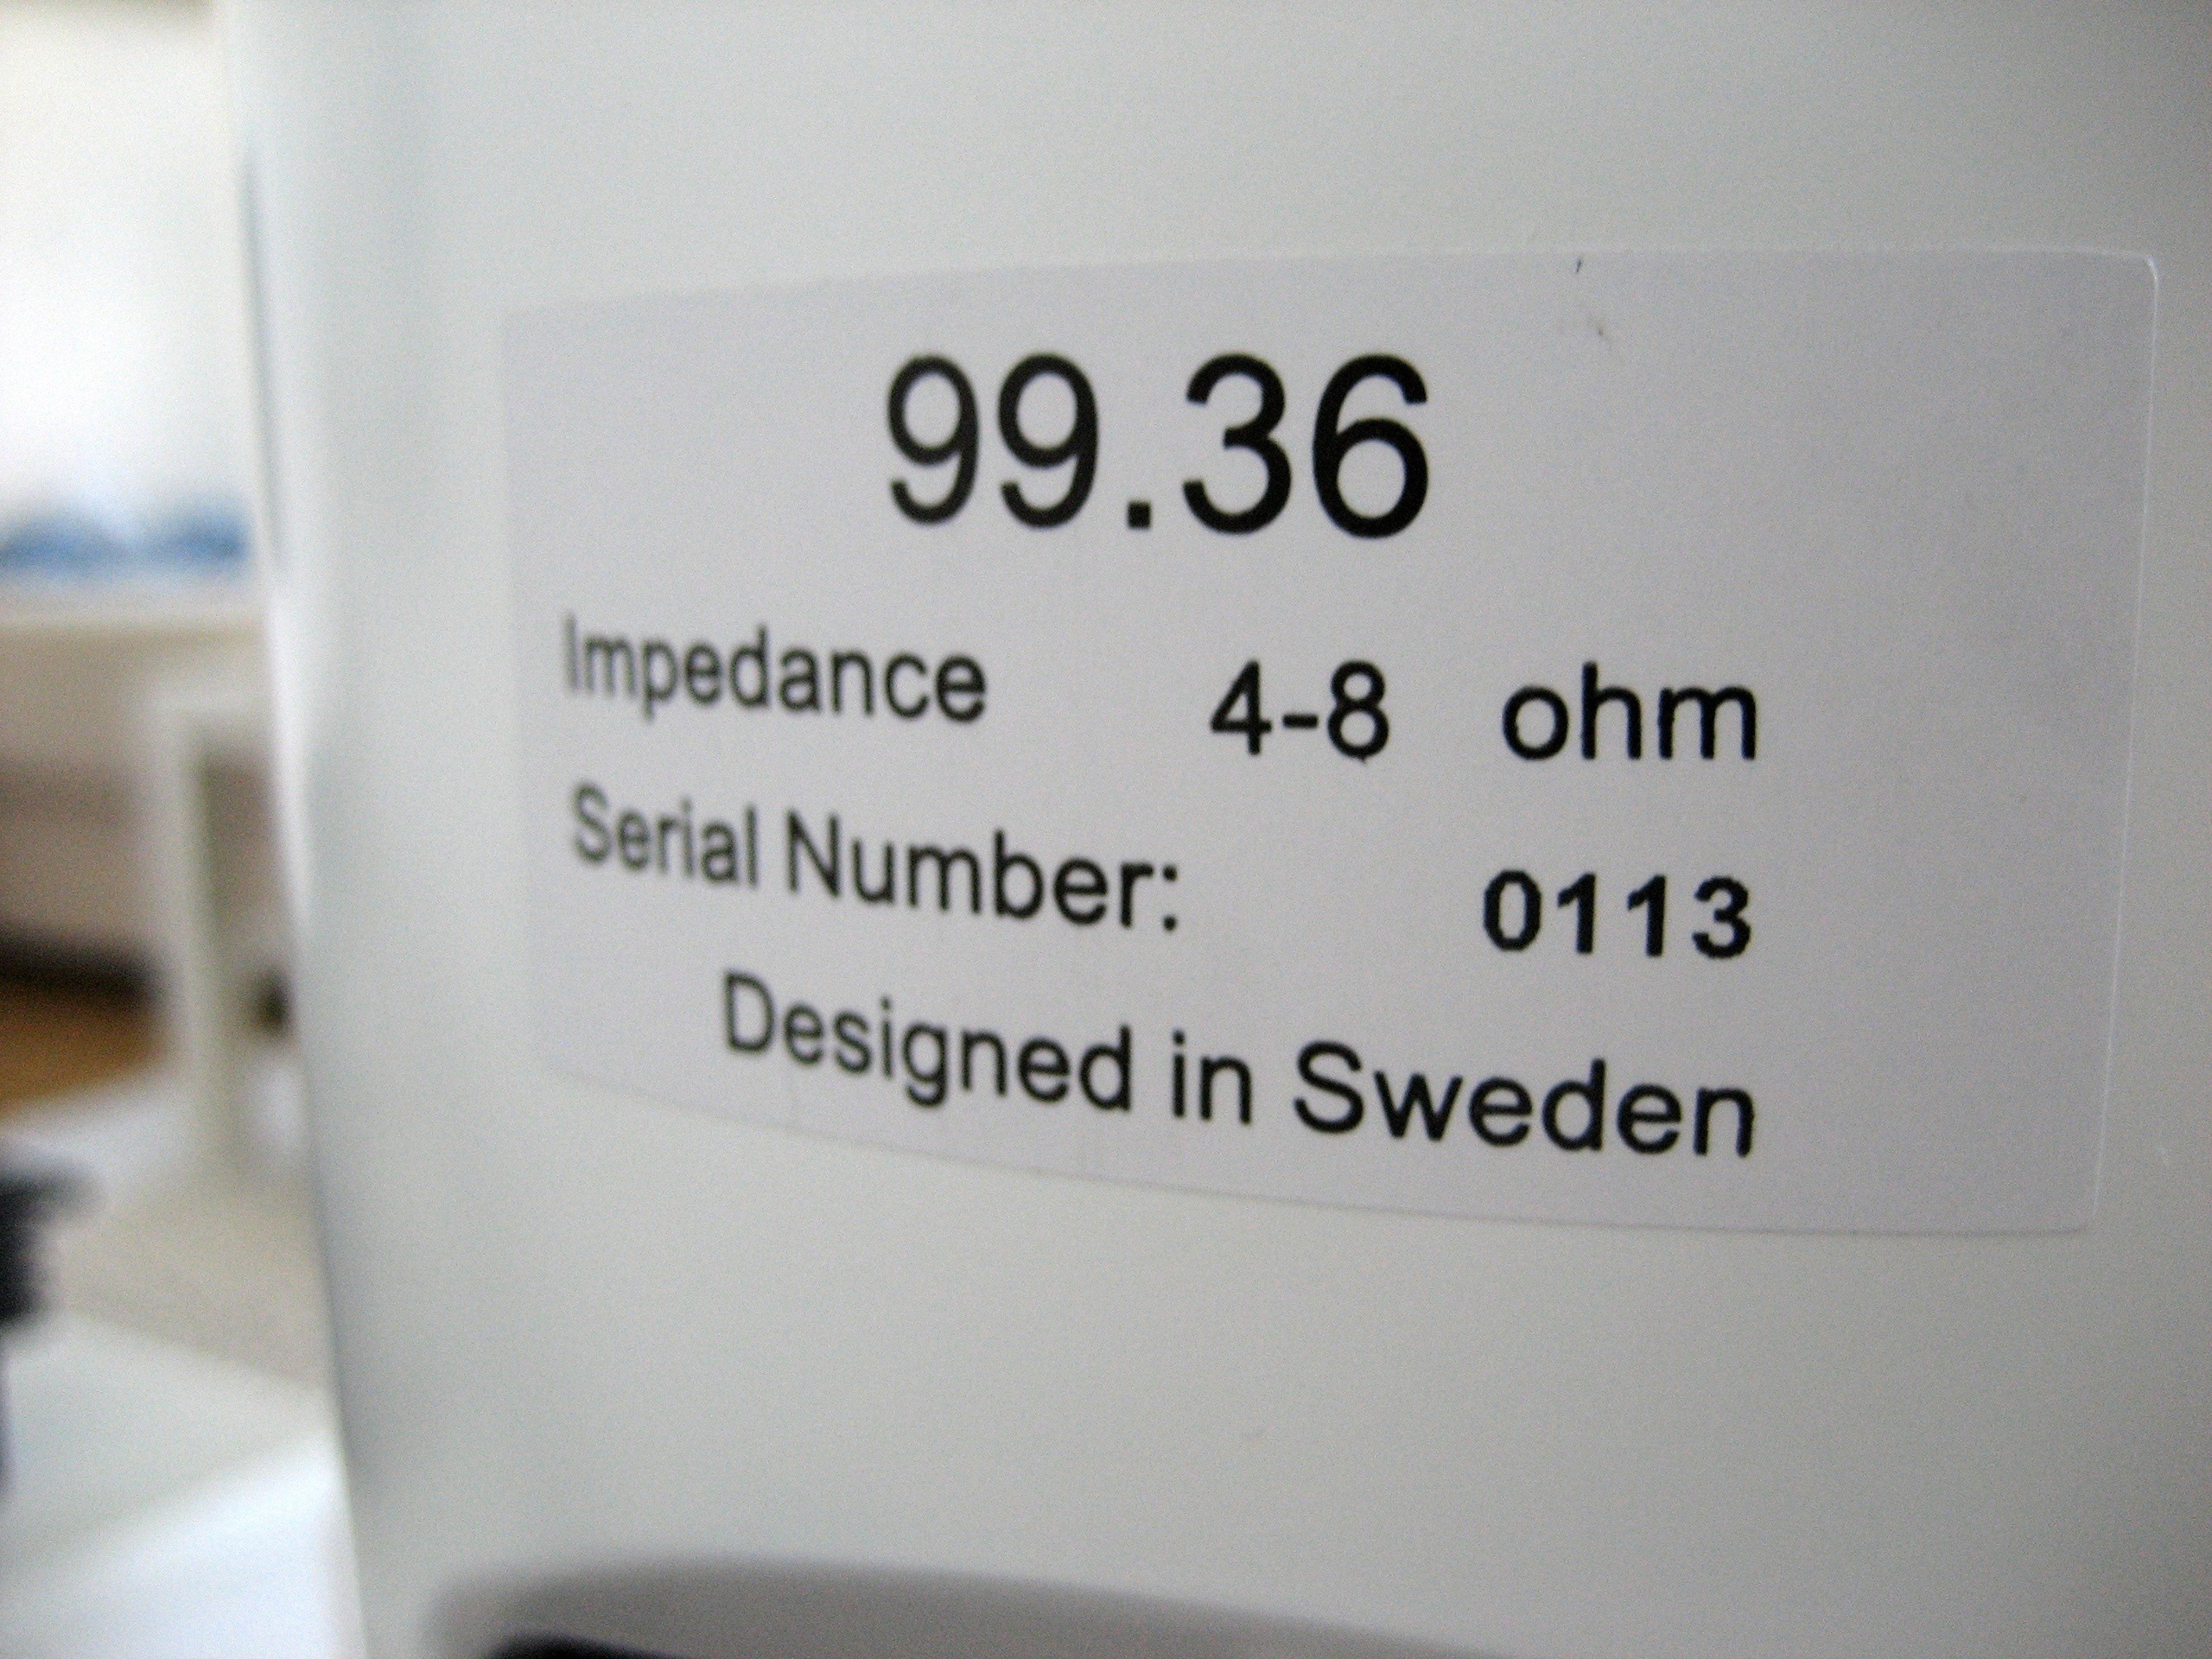 99.36
Impedance 4-8 ohm
Serial Number: 0113
Designed in Sweden